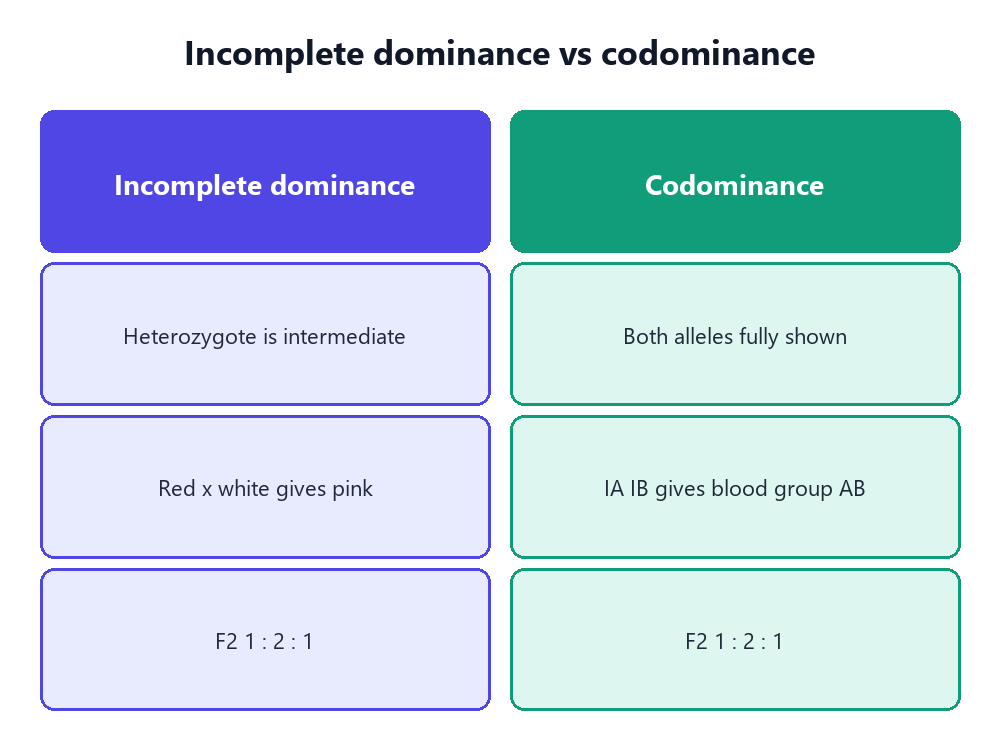 Incomplete dominance vs codominance
Incomplete dominance
Codominance
Heterozygote is intermediate
Both alleles fully shown
Red x white gives pink
IA IB gives blood group AB
F2 1 : 2 : 1
F2 1 : 2 : 1